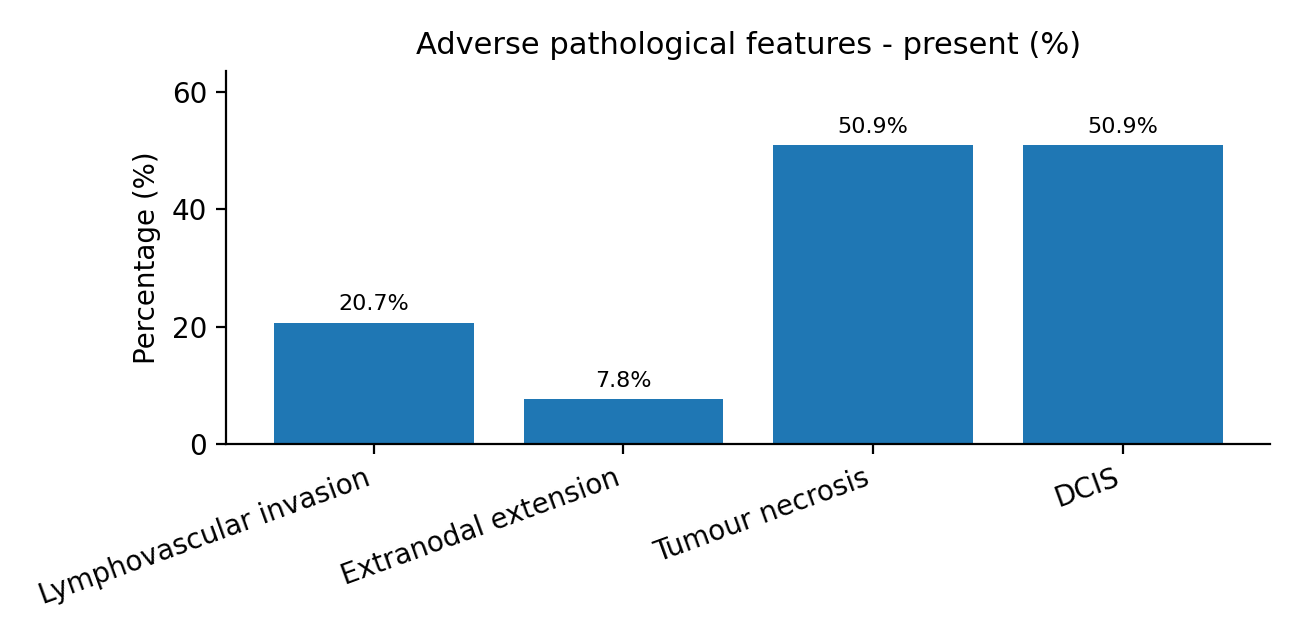 Adverse pathological features - present (%)
Percentage (%)
60
40
20
0
20.7%
7.8%
50.9%
50.9%
Lymphovascular invasion
Extranodal extension
Tumour necrosis
DCIS